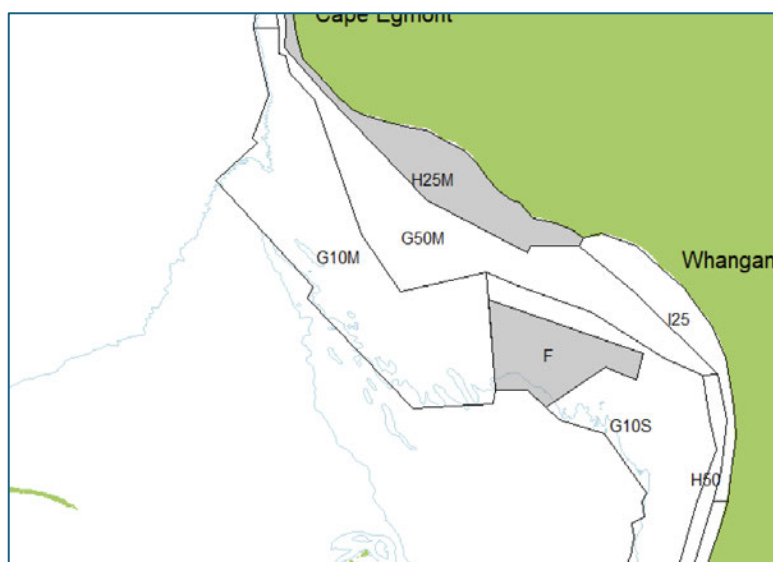 Cape Egmont
H25M
G50M
G10M
Whangan
I25
F
G10S
H50